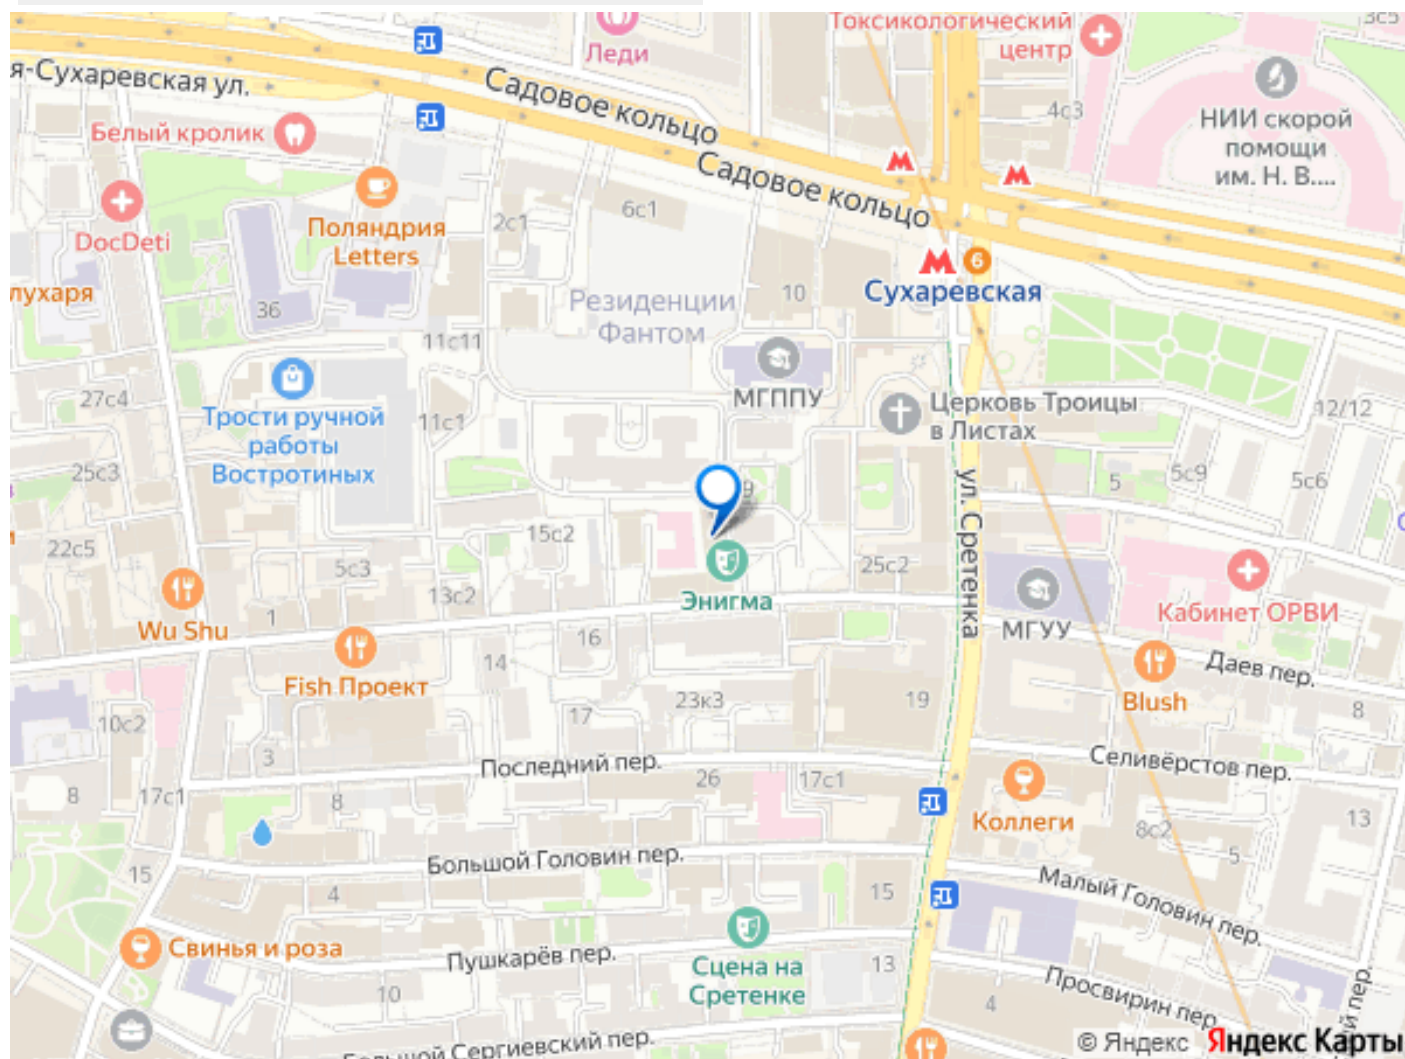 Токсикологический
центр
3с5
Леди
я-Сухаревская ул.
Садовое кольцо
4с3
НИИ скорой
помощи
им. Н. В....
Белый кролик
Садовое кольцо
6с1
2с1
DocDeti
Поляндрия
Letters
6
Сухаревская
лухаря
36
Резиденции
Фантом
10
11с11
МГППУ
27с4
Трости ручной
работы
Востротиных
11с1
Церковь Троицы
в Листах
12/12
25с3
5с9
5
5с6
9
ул. Сретенка
22с5
15с2
5с3
25с2
13с2
Энигма
МГУУ
Кабинет ОРВИ
Wu Shu
1
16
14
Fish Проект
Даев пер.
Blush
23к3
19
17
8
10с2
3
Последний пер.
Селивёрстов пер.
26
17с1
8
17с1
8
Коллеги
13
8с2
5
Большой Головин пер.
15
4
15
Малый Головин пер.
Свинья и роза
Пушкарёв пер.
Сцена на
Сретенке
13
10
4
Просвирин пер.
ий пер.
Большой Сергиевский пер.
© Яндекс Яндекс Карты